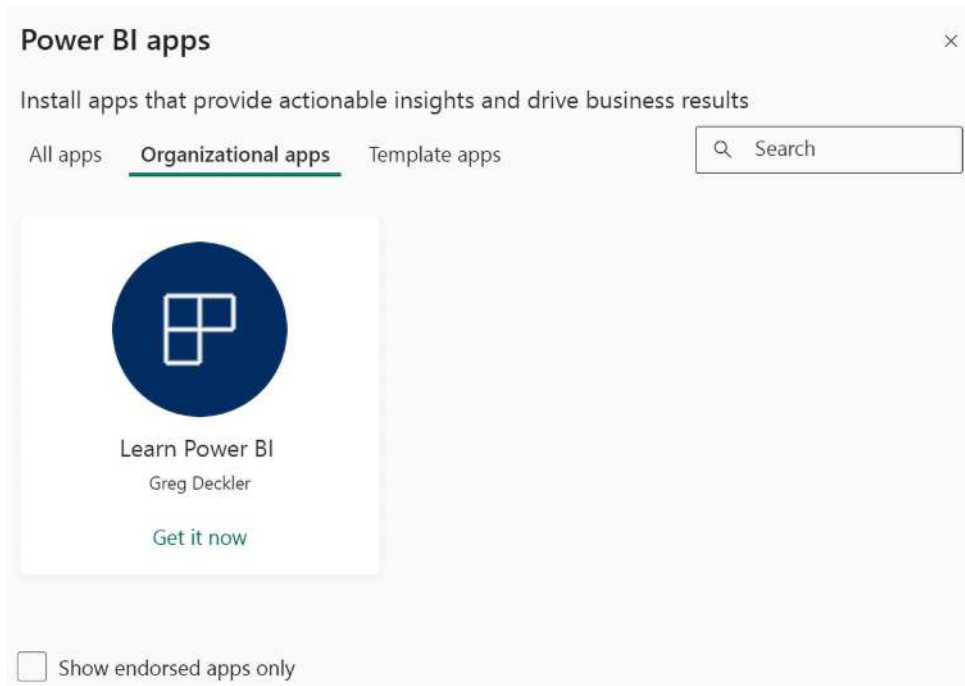 Power BI apps
Install apps that provide actionable insights and drive business results
All apps Organizational apps Template apps Search
Learn Power BI
Greg Deckler
Get it now
Show endorsed apps only